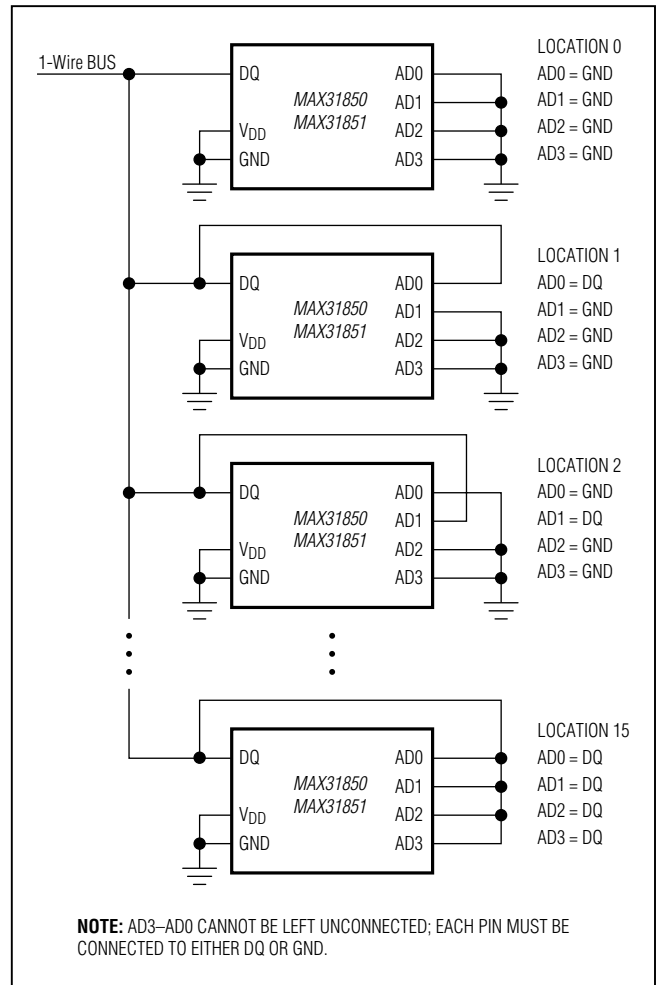 1-Wire BUS
DQ
VDD
GND
MAX31850
MAX31851
AD0
AD1
AD2
AD3
LOCATION 0
AD0 = GND
AD1 = GND
AD2 = GND
AD3 = GND
DQ
VDD
GND
MAX31850
MAX31851
AD0
AD1
AD2
AD3
LOCATION 1
AD0 = DQ
AD1 = GND
AD2 = GND
AD3 = GND
DQ
VDD
GND
MAX31850
MAX31851
AD0
AD1
AD2
AD3
LOCATION 2
AD0 = GND
AD1 = DQ
AD2 = GND
AD3 = GND
DQ
VDD
GND
MAX31850
MAX31851
AD0
AD1
AD2
AD3
LOCATION 15
AD0 = DQ
AD1 = DQ
AD2 = DQ
AD3 = DQ
NOTE: AD3–AD0 CANNOT BE LEFT UNCONNECTED; EACH PIN MUST BE
CONNECTED TO EITHER DQ OR GND.